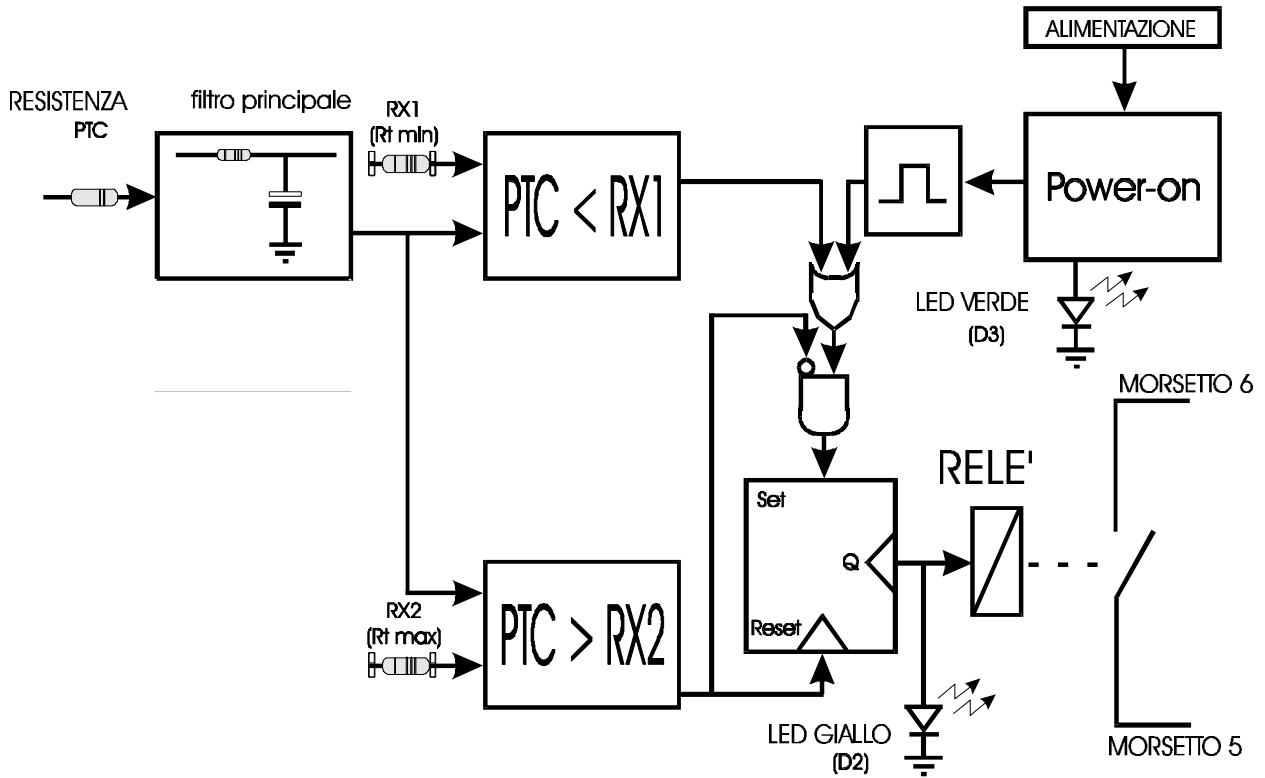 ALIMENTAZIONE
RESISTENZA
PTC
filtro principale
RX1
(Rt min)
PTC < RX1
Power-on
LED VERDE
(D3)
MORSETTO 6
RELE'
Set
Q
Reset
RX2
(Rt max)
PTC > RX2
LED GIALLO
(D2)
MORSETTO 5